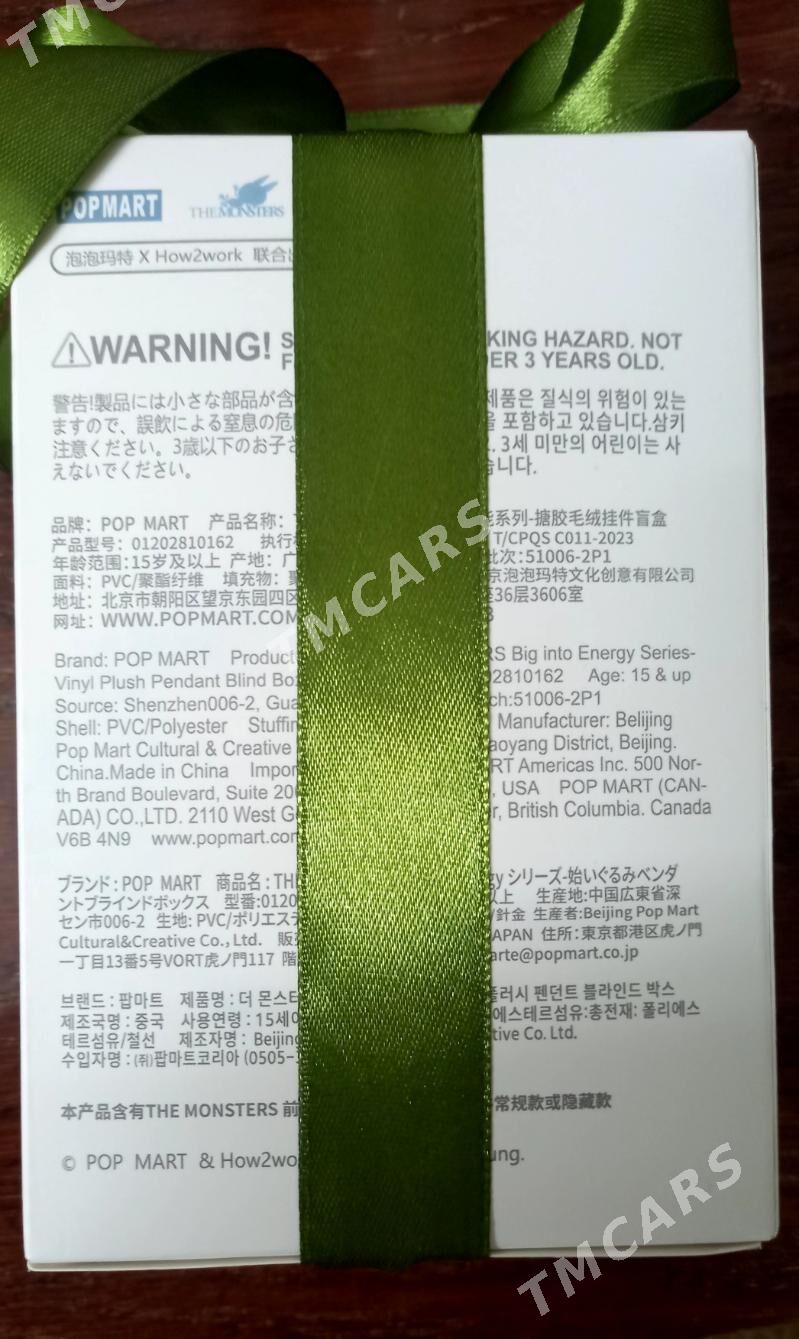 TMCARS
POPMART THE MONSTERS
泡泡玛特 X How2work 联合
WARNING! S KING HAZARD. NOT
F ER 3 YEARS OLD.
警告!製品には小さな部品が含 제품은 질식의 위험이 있는
ますので、誤飲による窒息の危 을 포함하고 있습니다.삼키
注意ください。3歳以下のお子さ . 3세 미만의 어린이는 사
えないでください。 습니다.
品牌: POP MART 产品名称: 系列-搪胶毛绒挂件盲盒
产品型号: 01202810162 执行 T/CPQS C011-2023
年龄范围:15岁及以上 产地: 广 批次:51006-2P1
面料: PVC/聚酯纤维 填充物: 聚 京泡泡玛特文化创意有限公司
地址: 北京市朝阳区望京东园四区 36层3606室
网址: WWW.POPMART.COM
TMCARS
Brand: POP MART Product RS Big into Energy Series-
Vinyl Plush Pendant Blind Box 02810162 Age: 15 & up
Source: Shenzhen006-2, Gua ch:51006-2P1
Shell: PVC/Polyester Stuffin Manufacturer: Belijing
Pop Mart Cultural & Creative aoyang District, Beijing.
China.Made in China Impor RT Americas Inc. 500 Nor-
th Brand Boulevard, Suite 20 , USA POP MART (CAN-
ADA) CO.,LTD. 2110 West G r, British Columbia. Canada
V6B 4N9 www.popmart.com
ブランド: POP MART 商品名: TH gy シリーズ-始いぐるみペンダ
ントブラインドボックス 型番:0120 以上 生産地:中国広東省深
セン市006-2 生地: PVC/ポリエステ /針金 生産者:Beijing Pop Mart
Cultural&Creative Co., Ltd. 販 JAPAN 住所:東京都港区虎ノ門
一丁目13番5号VORT虎ノ門117 階 arte@popmart.co.jp
브랜드 : 팝마트 제품명 : 더 몬스터 플러시 펜던트 블라인드 박스
제조국명 : 중국 사용연령 : 15세이 에스테르섬유:총전재: 폴리에스
테르섬유/철선 제조자명 : Beijing tive Co. Ltd.
수입자명 : ㈜팝마트코리아 (0505-
本产品含有THE MONSTERS 前 常规款或隐藏款
© POP MART & How2wo ung.
TMCARS